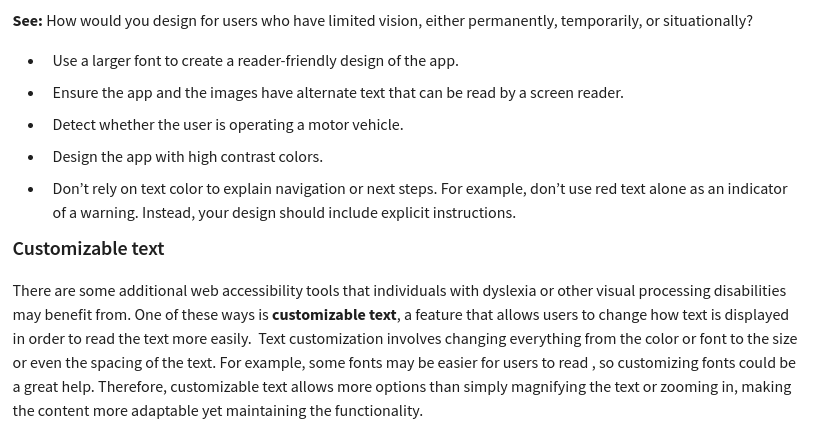 See: How would you design for users who have limited vision, either permanently, temporarily, or situationally?
• Use a larger font to create a reader-friendly design of the app.
• Ensure the app and the images have alternate text that can be read by a screen reader.
• Detect whether the user is operating a motor vehicle.
• Design the app with high contrast colors.
• Don’t rely on text color to explain navigation or next steps. For example, don’t use red text alone as an indicator
of a warning. Instead, your design should include explicit instructions.
Customizable text
There are some additional web accessibility tools that individuals with dyslexia or other visual processing disabilities
may benefit from. One of these ways is customizable text, a feature that allows users to change how text is displayed
in order to read the text more easily.  Text customization involves changing everything from the color or font to the size
or even the spacing of the text. For example, some fonts may be easier for users to read , so customizing fonts could be
a great help. Therefore, customizable text allows more options than simply magnifying the text or zooming in, making
the content more adaptable yet maintaining the functionality.